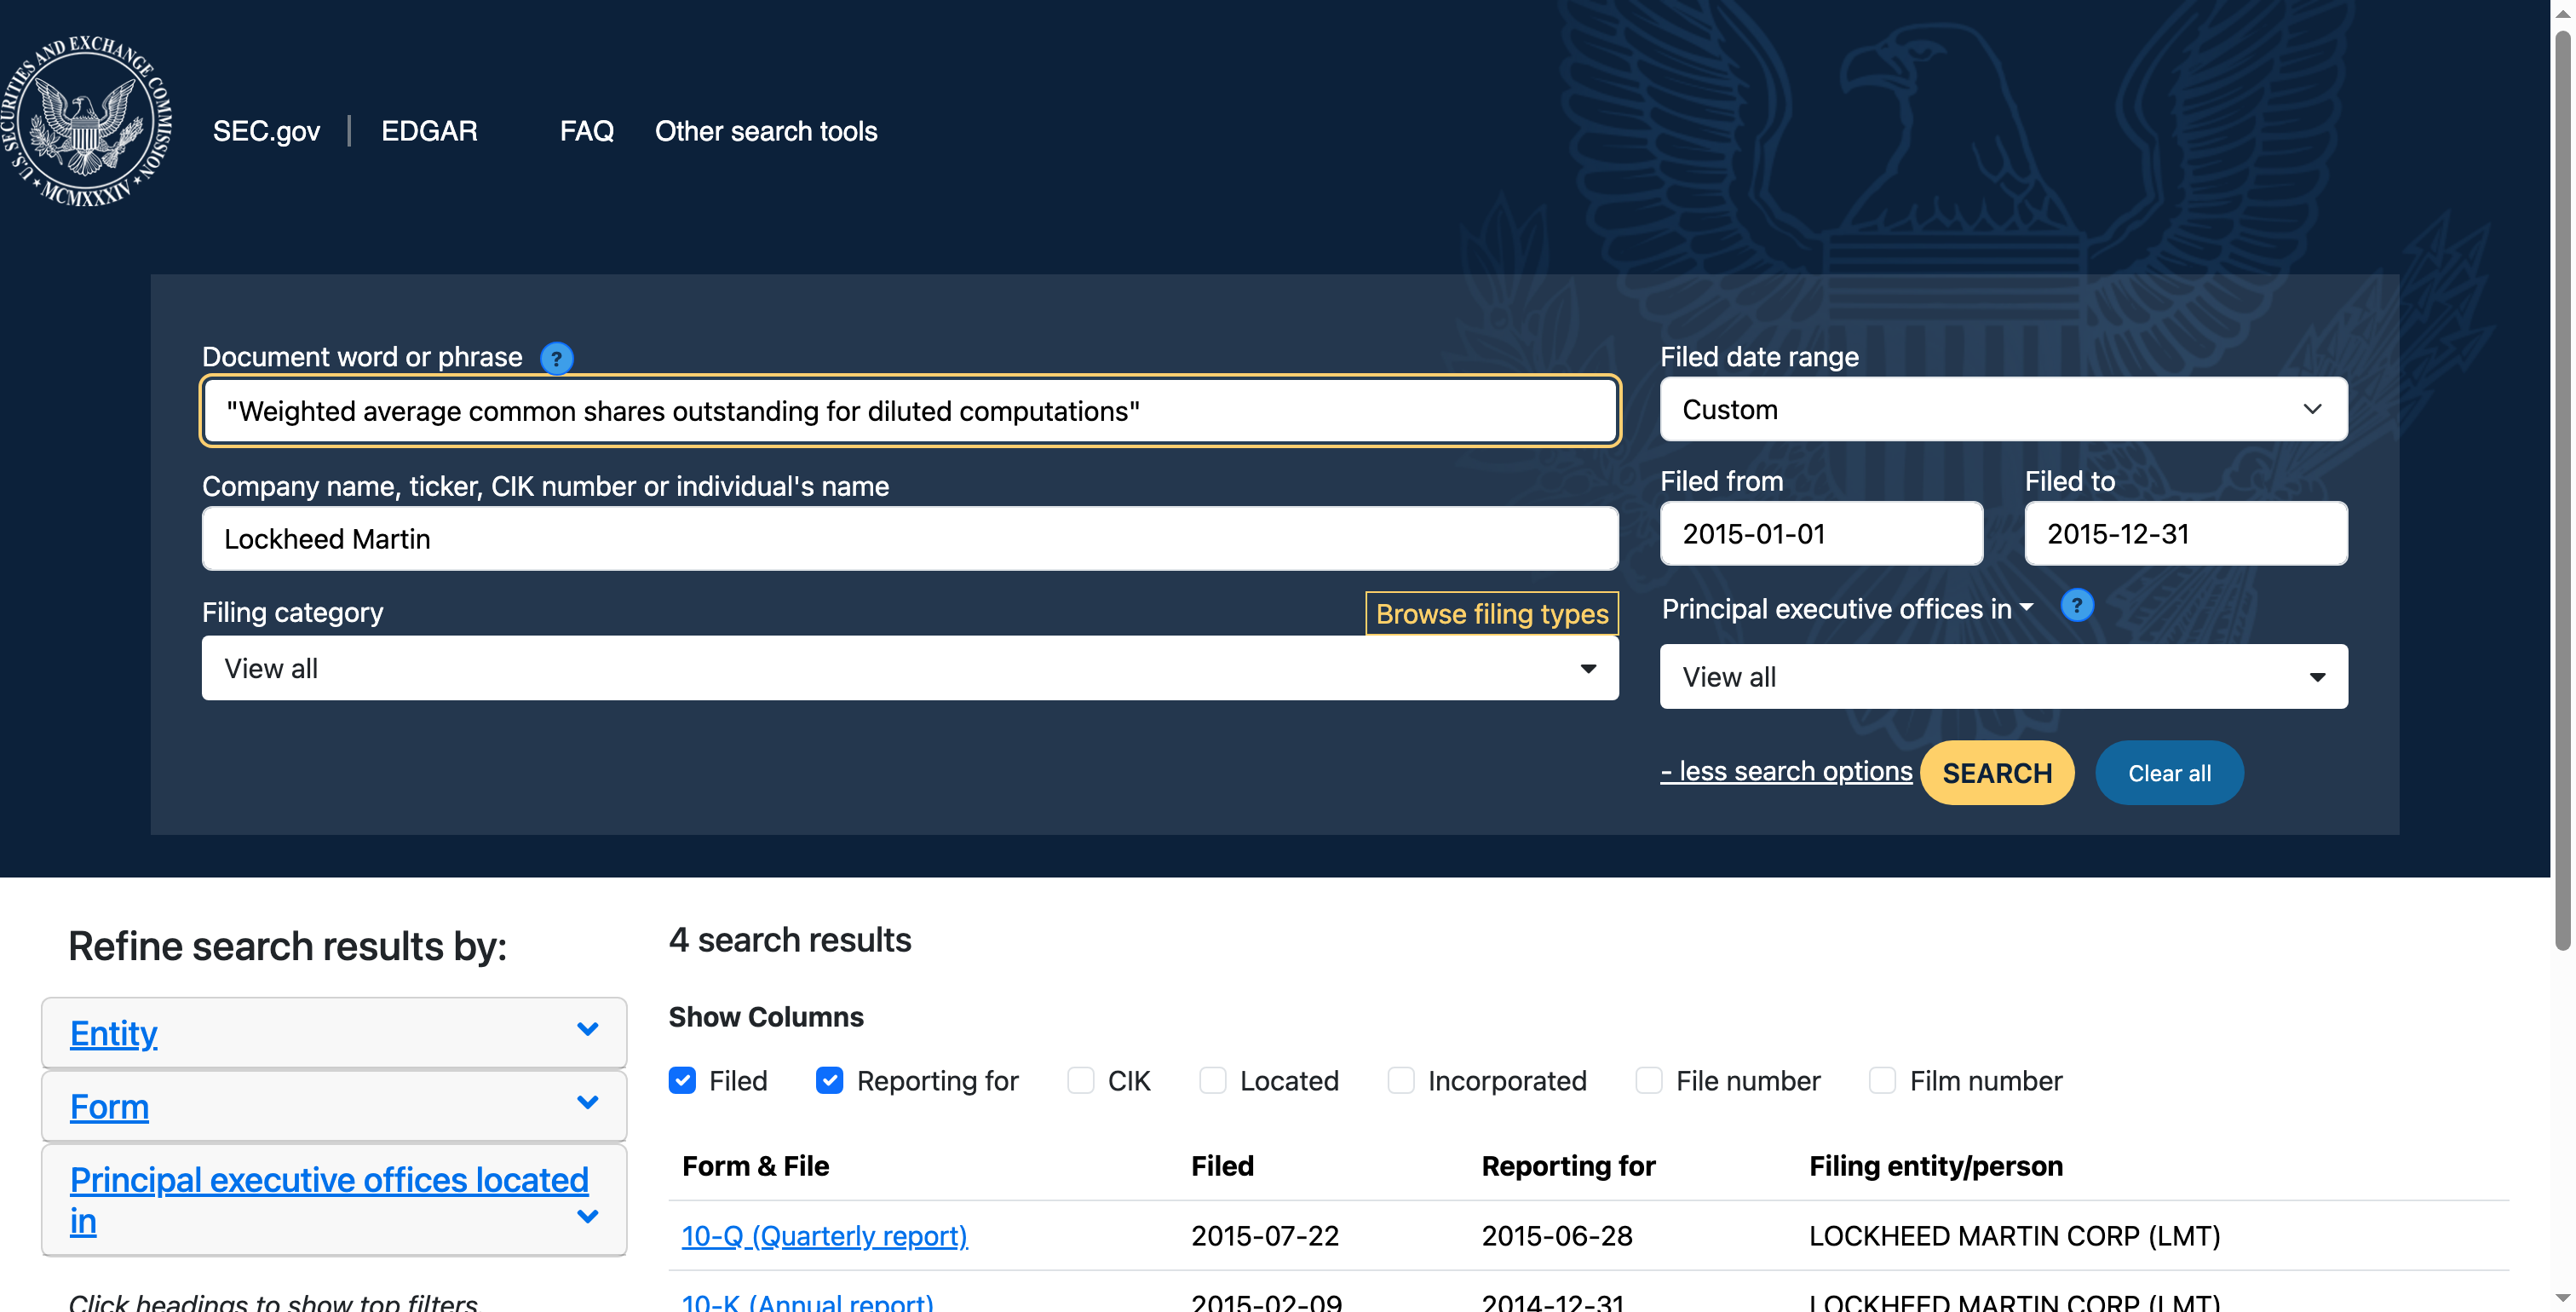 U.S. SECURITIES AND EXCHANGE COMMISSION
MCMXXXIV
SEC.gov | EDGAR FAQ Other search tools
Document word or phrase ?
"Weighted average common shares outstanding for diluted computations"
Filed date range
Custom
Company name, ticker, CIK number or individual's name
Lockheed Martin
Filed from Filed to
2015-01-01 2015-12-31
Filing category Browse filing types
View all
Principal executive offices in ?
View all
- less search options SEARCH Clear all
Refine search results by:
Entity
Form
Principal executive offices located
in
Click headings to show top filters.
4 search results
Show Columns
Filed Reporting for CIK Located Incorporated File number Film number
Form & File Filed Reporting for Filing entity/person
10-Q (Quarterly report) 2015-07-22 2015-06-28 LOCKHEED MARTIN CORP (LMT)
10-K (Annual report) 2015-02-09 2014-12-31 LOCKHEED MARTIN CORP (LMT)